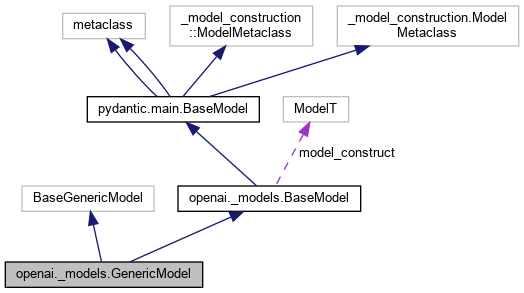 metaclass
_model_construction
::ModelMetaclass
_model_construction.Model
Metaclass
pydantic.main.BaseModel
ModelT
model_construct
BaseGenericModel
openai._models.BaseModel
openai._models.GenericModel